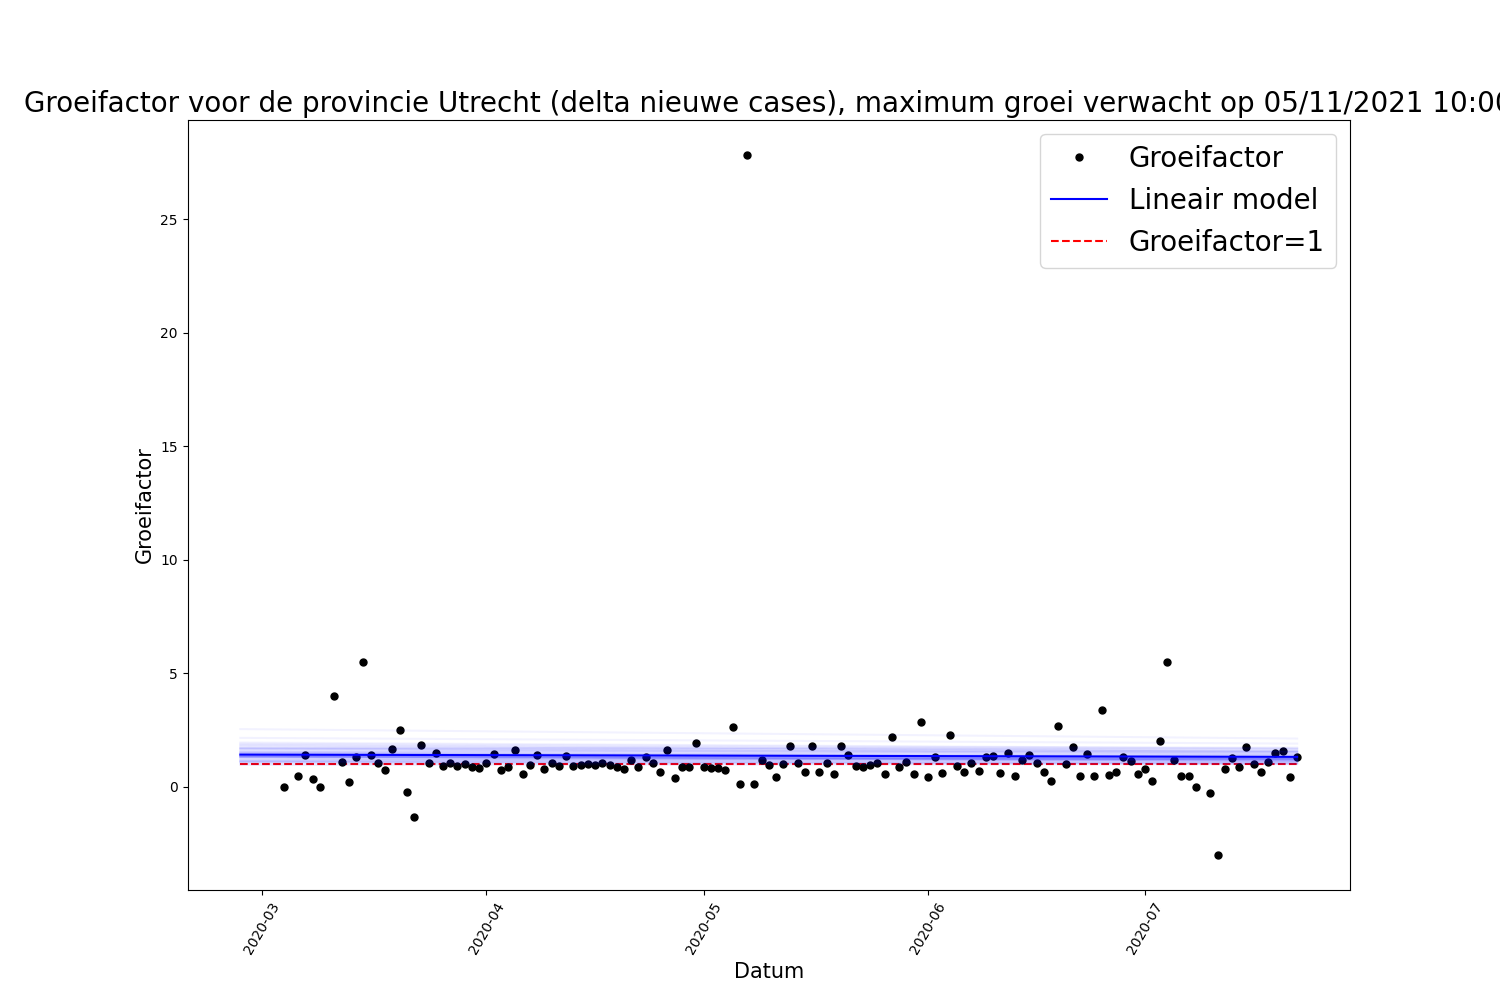 Groeifactor voor de provincie Utrecht (delta nieuwe cases), maximum groei verwacht op 05/11/2021 10:00
Groeifactor
Lineair model
Groeifactor=1
25
20
15
10
5
0
Groeifactor
2020-03
2020-04
2020-05
2020-06
2020-07
Datum